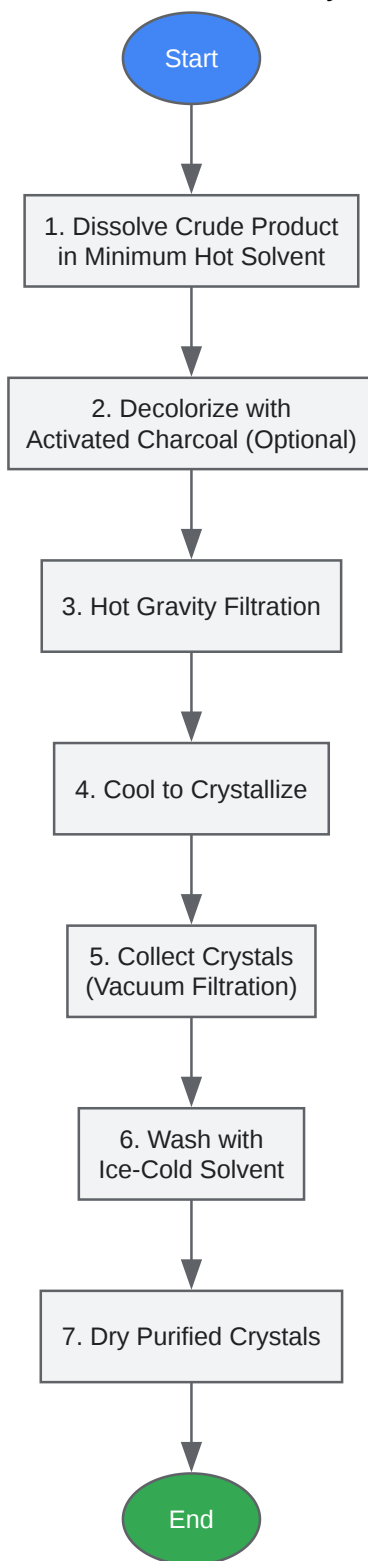 Start
1. Dissolve Crude Product
in Minimum Hot Solvent
2. Decolorize with
Activated Charcoal (Optional)
3. Hot Gravity Filtration
4. Cool to Crystallize
5. Collect Crystals
(Vacuum Filtration)
6. Wash with
Ice-Cold Solvent
7. Dry Purified Crystals
End